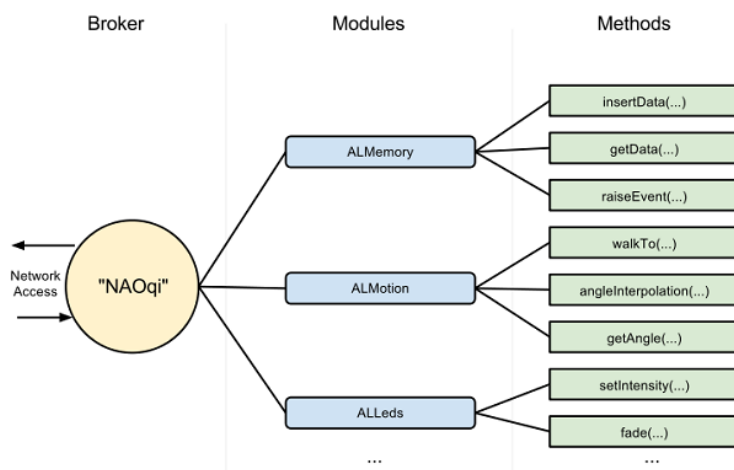 Broker
Modules
Methods
insertData(...)
ALMemory
getData(...)
raiseEvent(...)
walkTo(...)
Network
Access
"NAOqi"
ALMotion
angleInterpolation(...)
getAngle(...)
setIntensity(...)
ALLeds
fade(...)
...
...